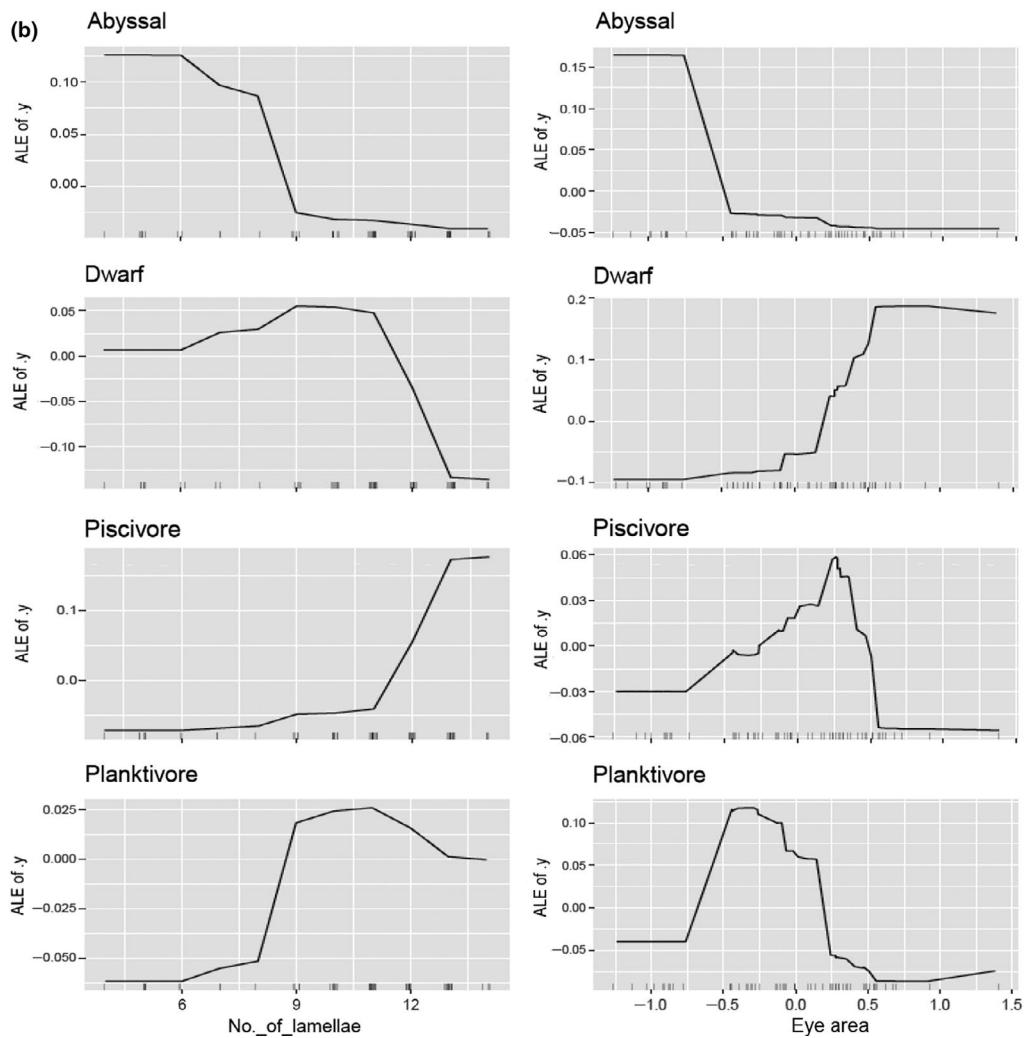 (b)
Abyssal
ALE of .y
0.10
0.05
0.00
Abyssal
ALE of .y
0.15
0.10
0.05
0.00
−0.05
Dwarf
ALE of .y
0.05
0.00
−0.05
−0.10
Dwarf
ALE of .y
0.2
0.1
0.0
−0.1
Piscivore
ALE of .y
0.1
0.0
Piscivore
ALE of .y
0.06
0.03
0.00
−0.03
−0.06
Planktivore
ALE of .y
0.025
0.000
−0.025
−0.050
6 9 12
No._of_lamellae
Planktivore
ALE of .y
0.10
0.05
0.00
−0.05
−1.0 −0.5 0.0 0.5 1.0 1.5
Eye area